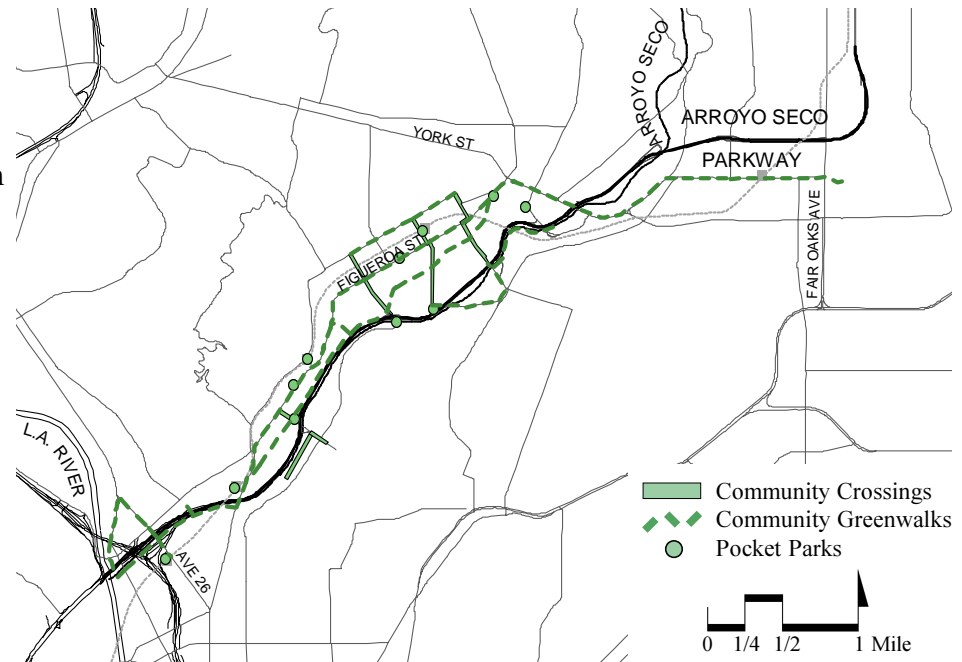 ARROYO SECO
ARROYO SECO
PARKWAY
YORK ST
FIGUEROA ST
FAIR OAKS AVE
L.A. RIVER
AVE 26
Community Crossings
Community Greenwalks
Pocket Parks
0 1/4 1/2 1 Mile